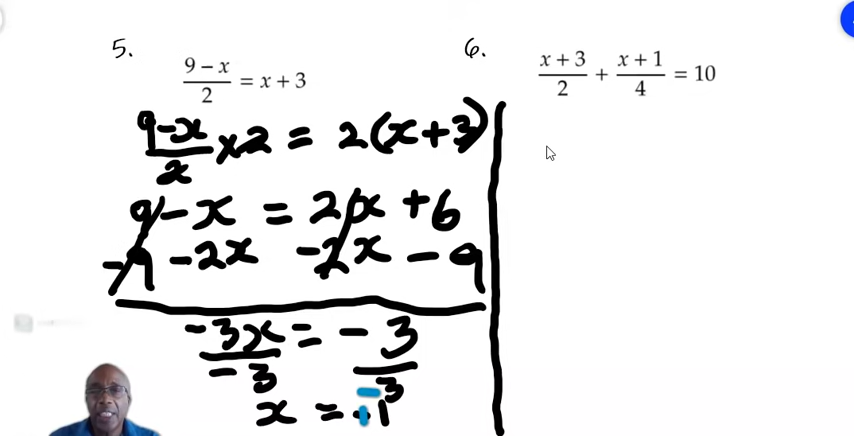 5.
(9 − x)/2 = x + 3
(9−x)/2 ×2 = 2(x+3)
9 − x = 2x + 6
−9 −2x −2x − 9
−3x = −3
−3 −3
x = +1
6.
(x + 3)/2 + (x + 1)/4 = 10